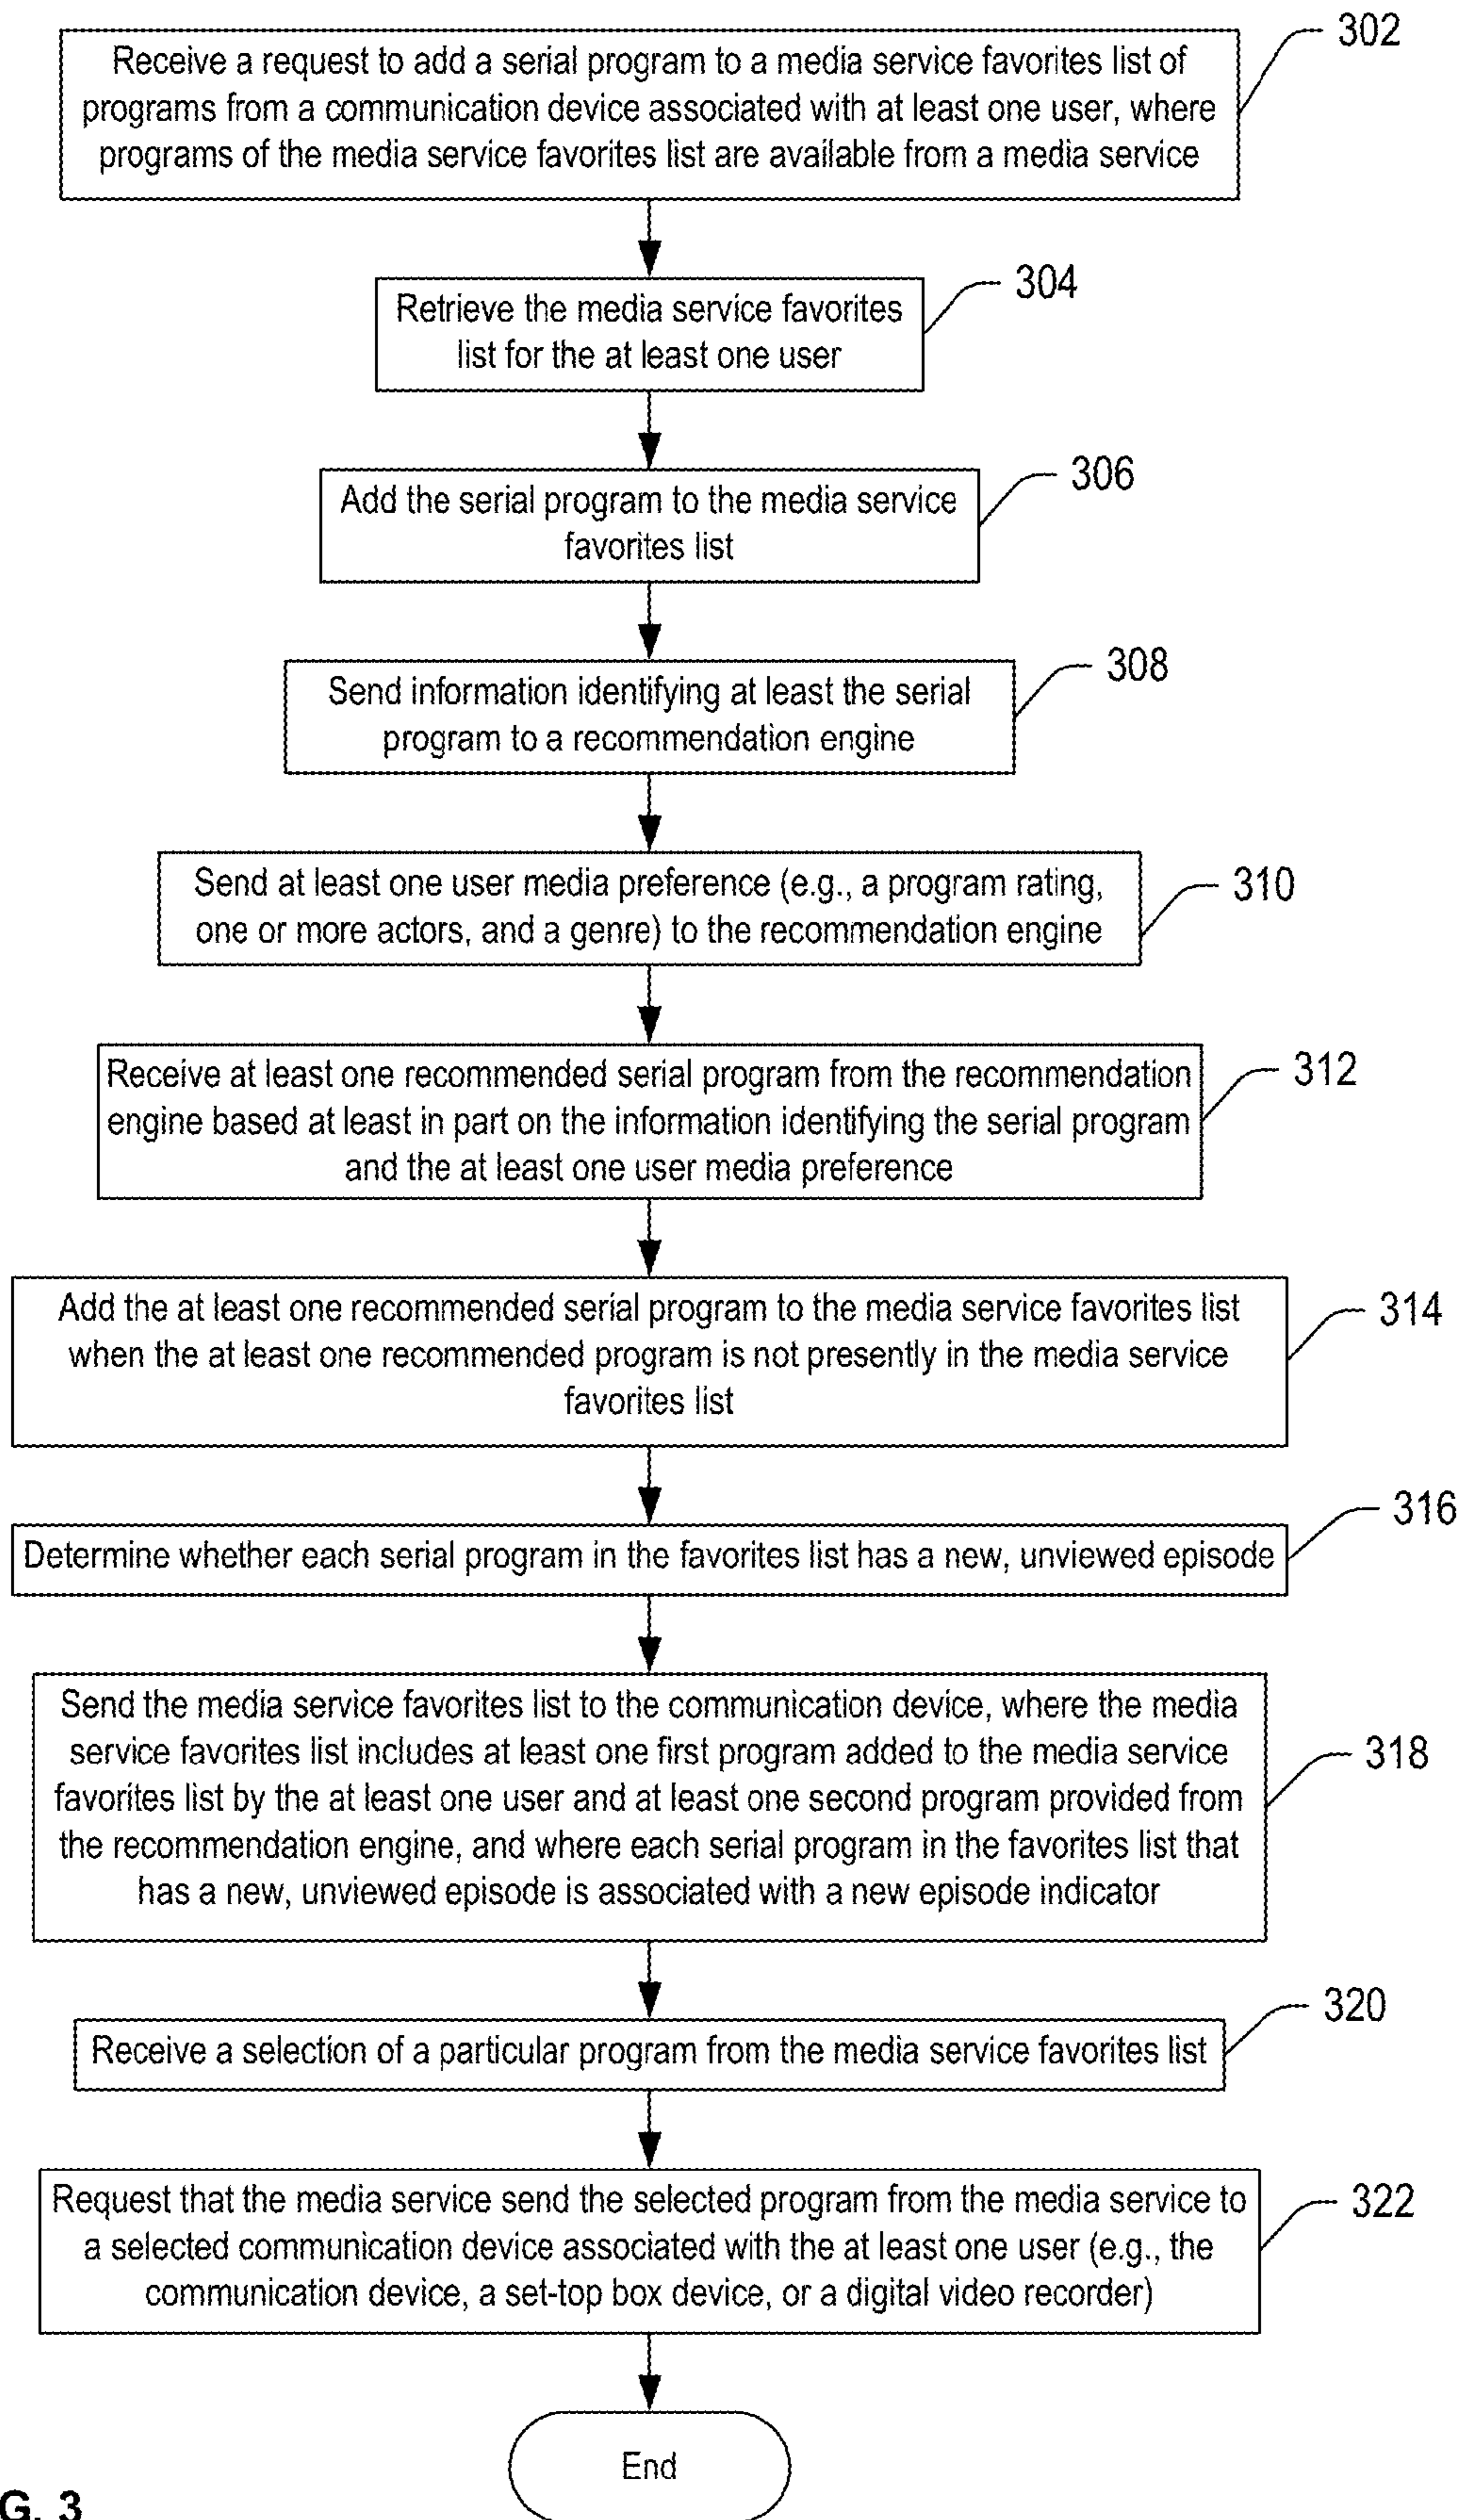 302
Receive a request to add a serial program to a media service favorites list of
programs from a communication device associated with at least one user, where
programs of the media service favorites list are available from a media service
304
Retrieve the media service favorites
list for the at least one user
306
Add the serial program to the media service
favorites list
308
Send information identifying at least the serial
program to a recommendation engine
310
Send at least one user media preference (e.g., a program rating,
one or more actors, and a genre) to the recommendation engine
312
Receive at least one recommended serial program from the recommendation
engine based at least in part on the information identifying the serial program
and the at least one user media preference
314
Add the at least one recommended serial program to the media service favorites list
when the at least one recommended program is not presently in the media service
favorites list
316
Determine whether each serial program in the favorites list has a new, unviewed episode
318
Send the media service favorites list to the communication device, where the media
service favorites list includes at least one first program added to the media service
favorites list by the at least one user and at least one second program provided from
the recommendation engine, and where each serial program in the favorites list that
has a new, unviewed episode is associated with a new episode indicator
320
Receive a selection of a particular program from the media service favorites list
322
Request that the media service send the selected program from the media service to
a selected communication device associated with the at least one user (e.g., the
communication device, a set-top box device, or a digital video recorder)
End
G. 3